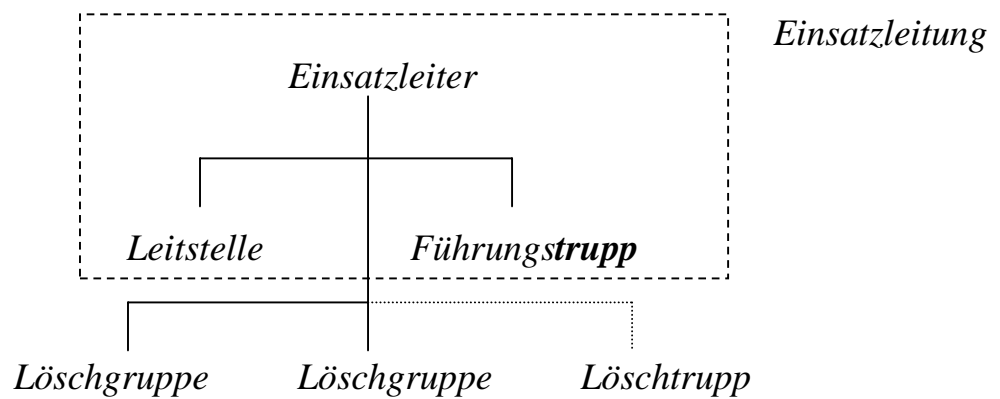 Einsatzleitung
Einsatzleiter
Leitstelle Führungstrupp
Löschgruppe Löschgruppe Löschtrupp